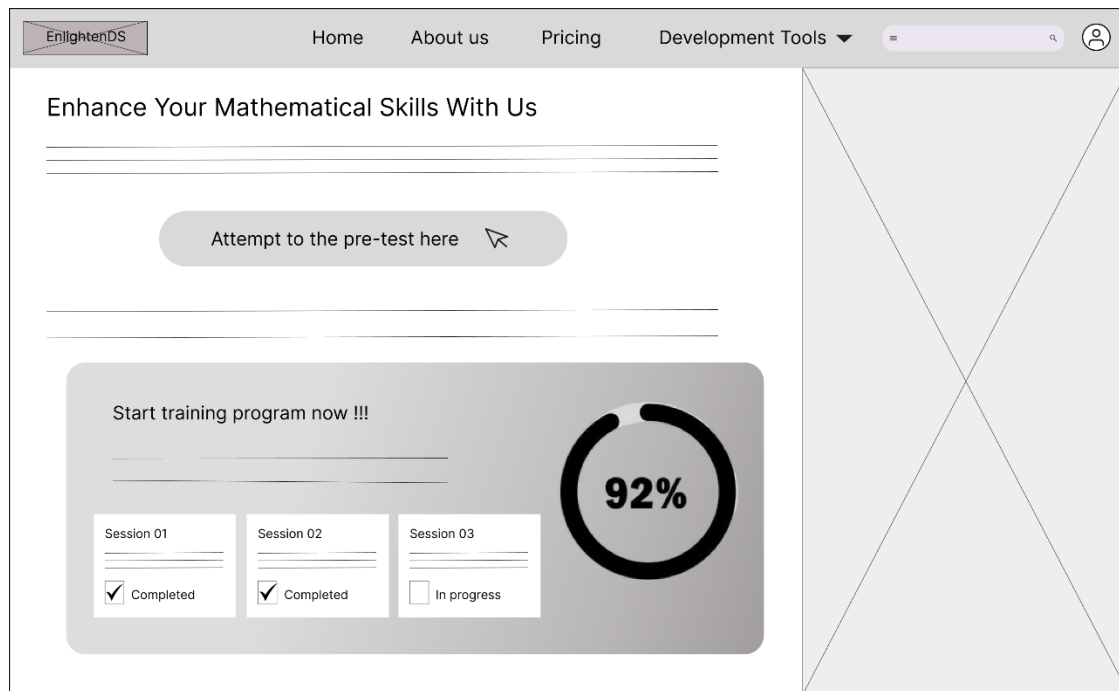 EnlightenDS
Home
About us
Pricing
Development Tools
Enhance Your Mathematical Skills With Us
Attempt to the pre-test here
Start training program now !!!
92%
Session 01
Completed
Session 02
Completed
Session 03
In progress